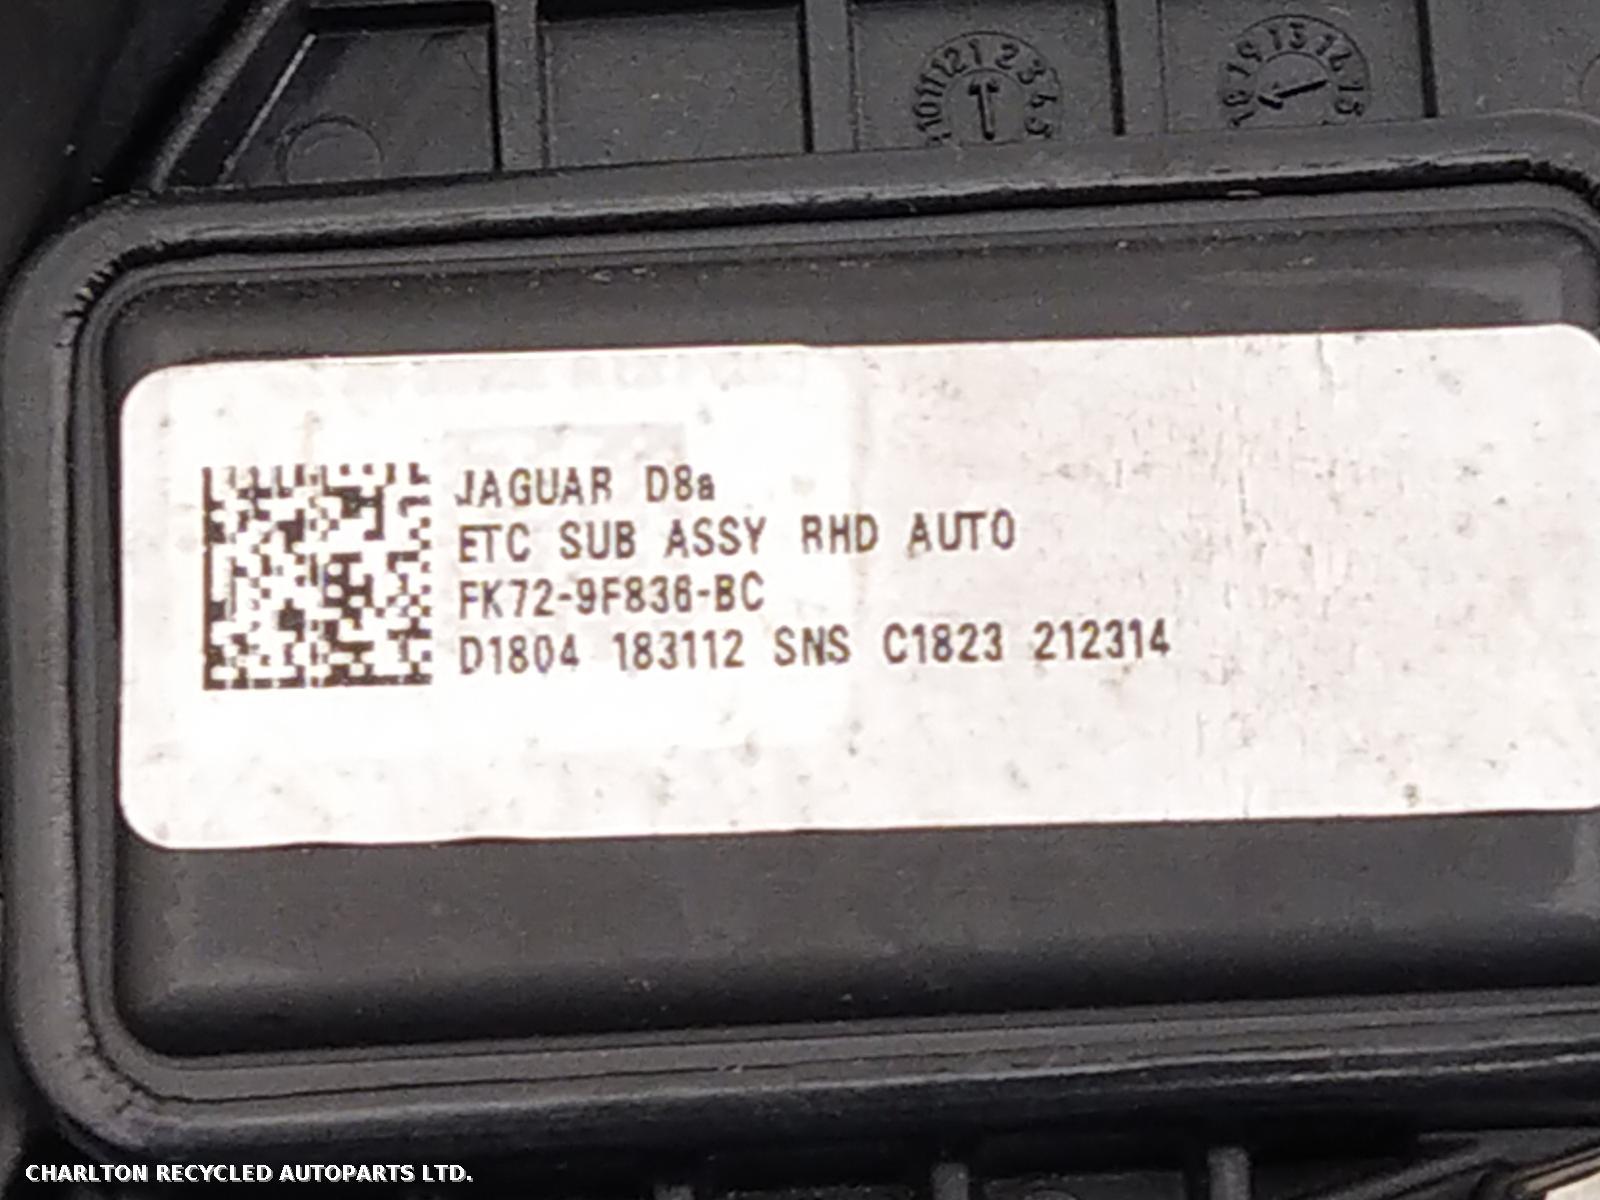 JAGUAR D8a
ETC SUB ASSY RHD AUTO
FK72-9F836-BC
D1804 183112 SNS C1823 212314
CHARLTON RECYCLED AUTOPARTS LTD.